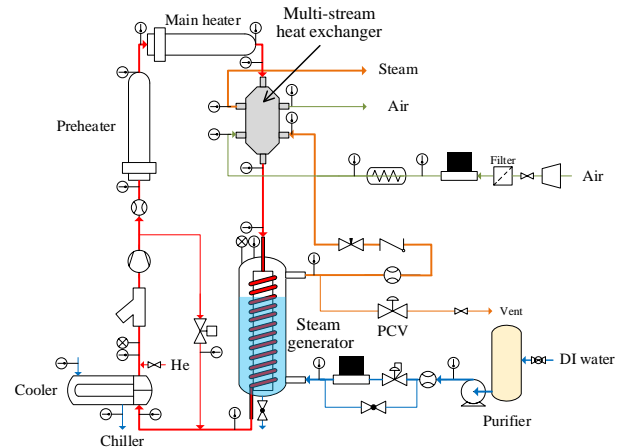 Main heater
Multi-stream
heat exchanger
Steam
Air
Preheater
Filter
Air
Vent
PCV
Steam
generator
He
DI water
Cooler
Purifier
Chiller